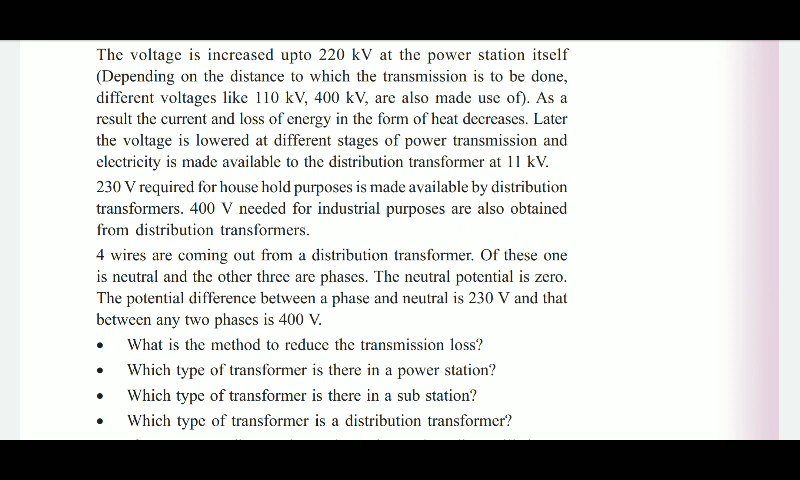 The voltage is increased upto 220 kV at the power station itself
(Depending on the distance to which the transmission is to be done,
different voltages like 110 kV, 400 kV, are also made use of). As a
result the current and loss of energy in the form of heat decreases. Later
the voltage is lowered at different stages of power transmission and
electricity is made available to the distribution transformer at 11 kV.
230 V required for house hold purposes is made available by distribution
transformers. 400 V needed for industrial purposes are also obtained
from distribution transformers.
4 wires are coming out from a distribution transformer. Of these one
is neutral and the other three are phases. The neutral potential is zero.
The potential difference between a phase and neutral is 230 V and that
between any two phases is 400 V.
• What is the method to reduce the transmission loss?
• Which type of transformer is there in a power station?
• Which type of transformer is there in a sub station?
• Which type of transformer is a distribution transformer?